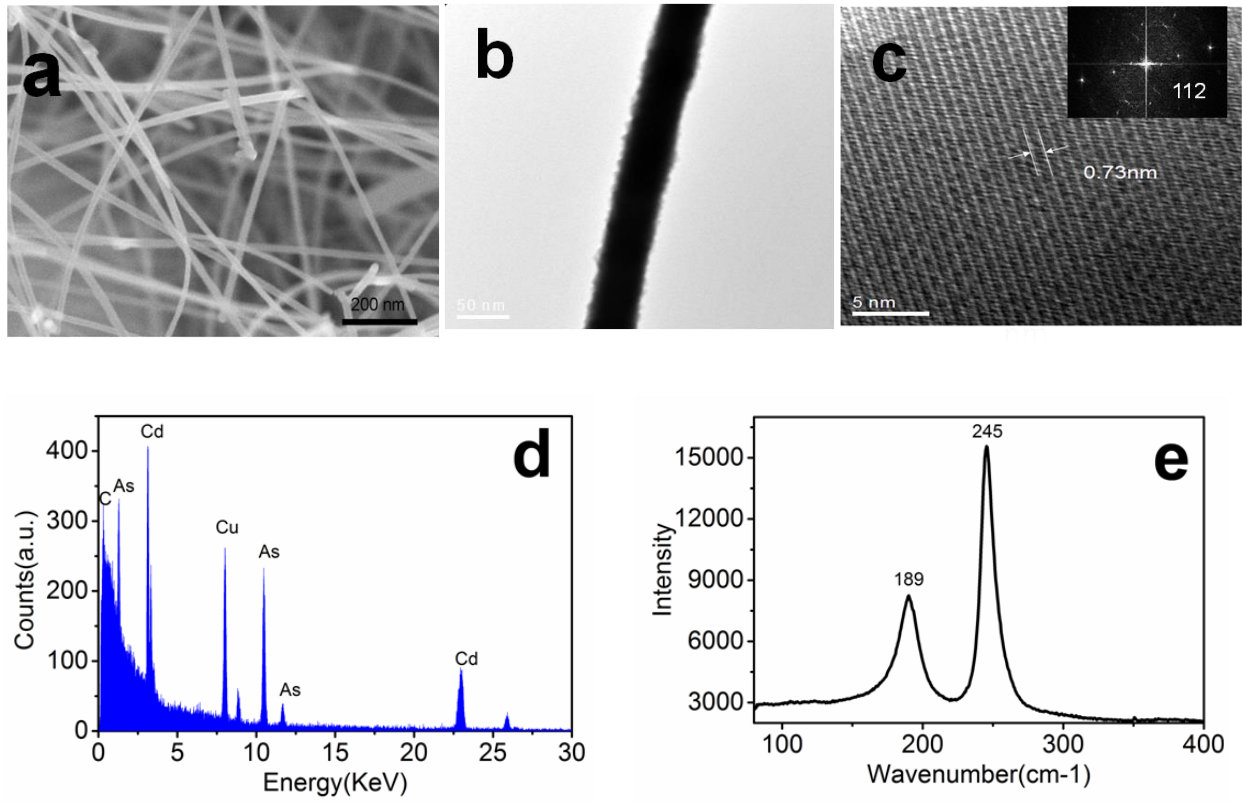 a
200 nm
b
50 nm
c
112
0.73nm
5 nm
d
Counts(a.u.)
400
300
200
100
0
C
As
Cd
Cu
As
As
Cd
0 5 10 15 20 25 30
Energy(KeV)
e
Intensity
15000
12000
9000
6000
3000
189
245
100 200 300 400
Wavenumber(cm-1)